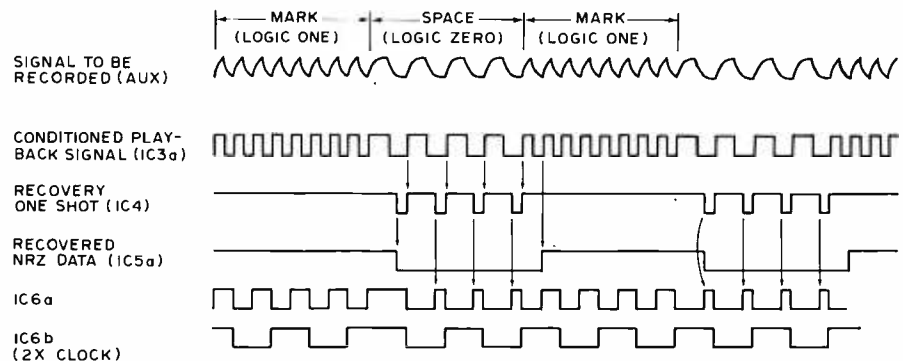 MARK
(LOGIC ONE)
SPACE
(LOGIC ZERO)
MARK
(LOGIC ONE)
SIGNAL TO BE
RECORDED (AUX)
CONDITIONED PLAY-
BACK SIGNAL (IC3a)
RECOVERY
ONE SHOT (IC4)
RECOVERED
NRZ DATA (IC5a)
IC6a
IC6b
(2X CLOCK)